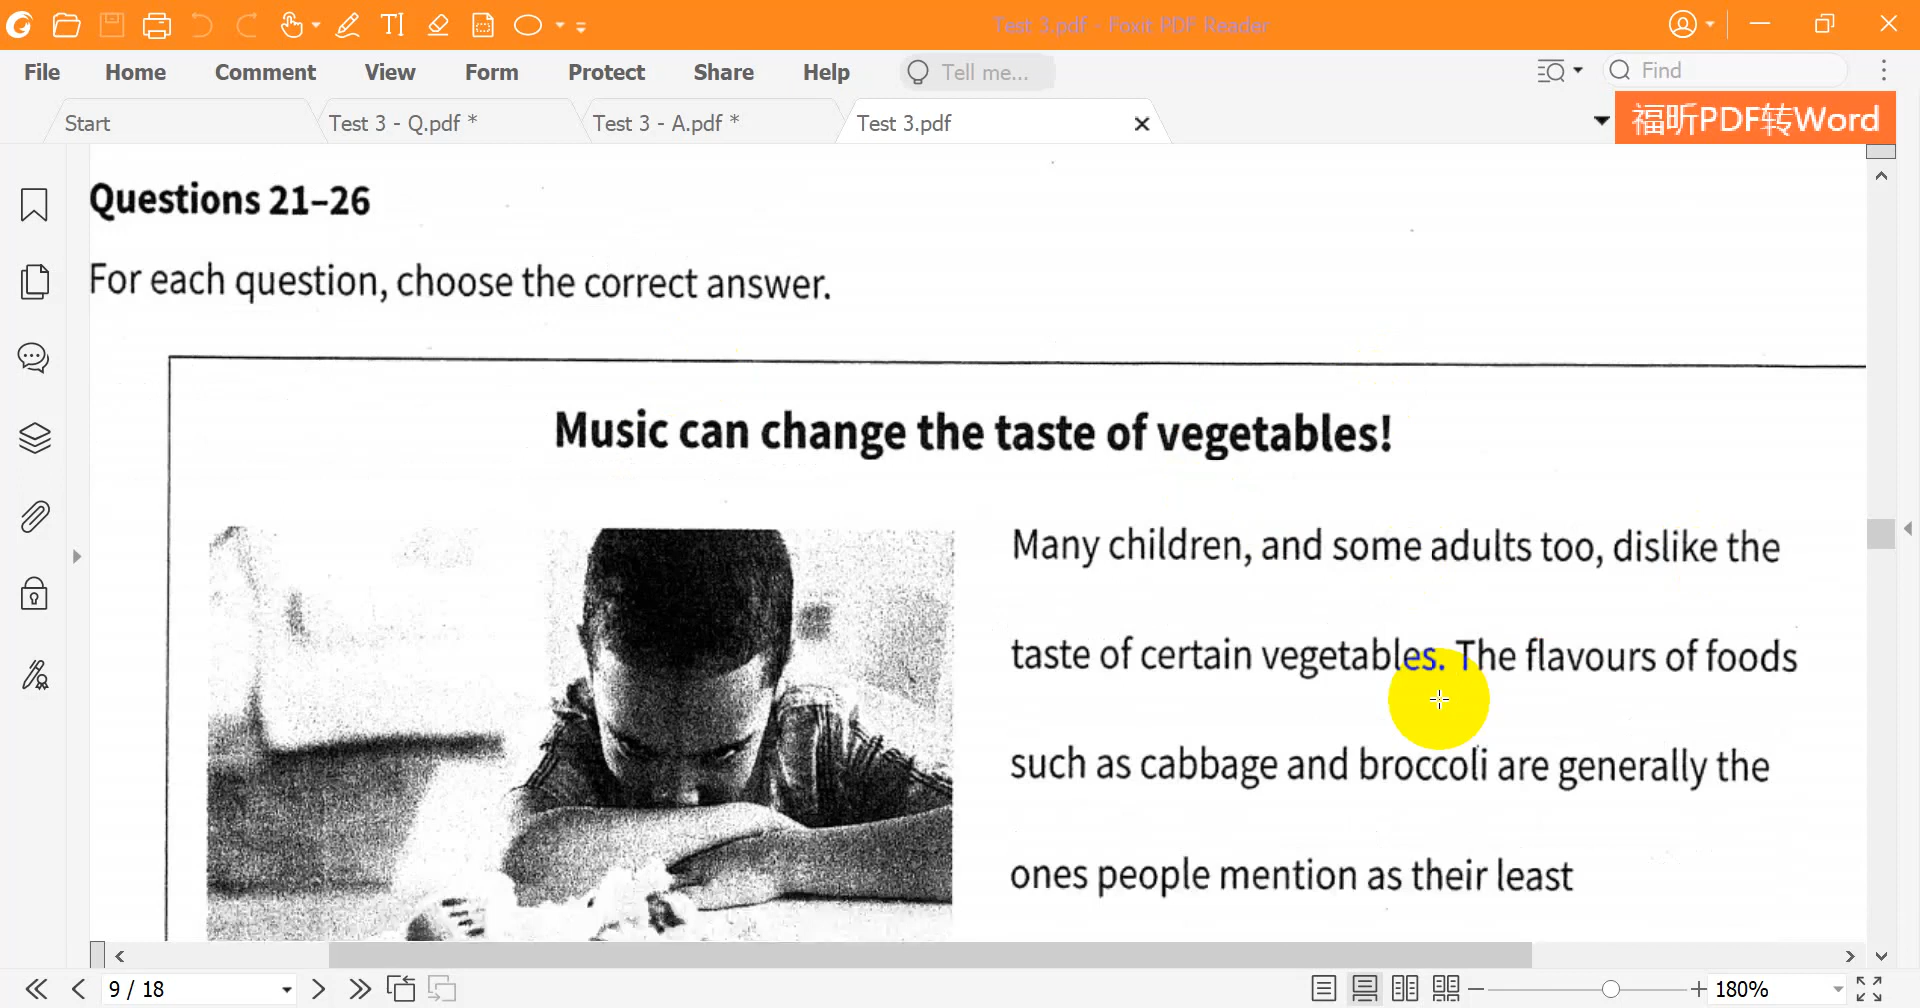 Test 3.pdf - Foxit PDF Reader
File Home Comment View Form Protect Share Help Tell me... Find
Start Test 3 - Q.pdf * Test 3 - A.pdf * Test 3.pdf 福昕PDF转Word
Questions 21–26
For each question, choose the correct answer.
Music can change the taste of vegetables!
Many children, and some adults too, dislike the
taste of certain vegetables. The flavours of foods
such as cabbage and broccoli are generally the
ones people mention as their least
9 / 18 180%